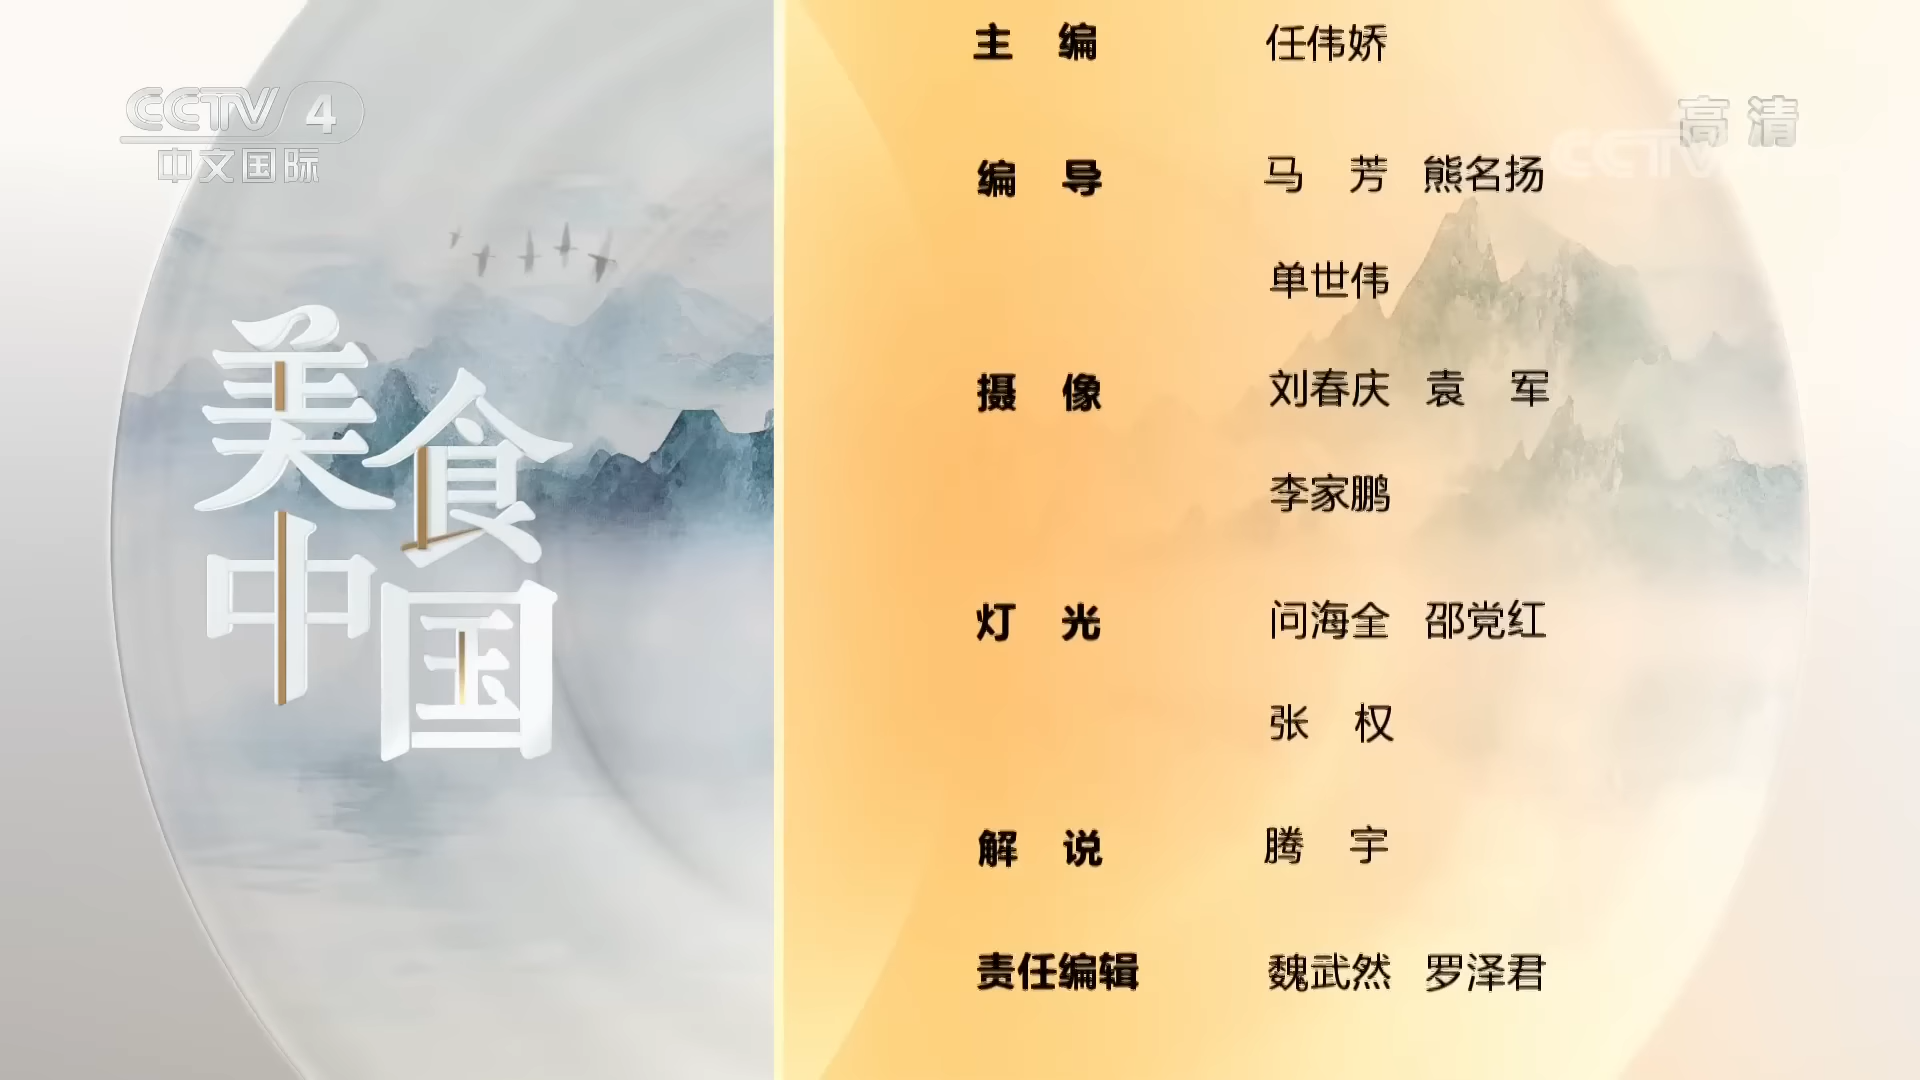 CCTV 4
中文国际
美食
中国
高清
CCTV
主 编 任伟娇
编 导 马 芳 熊名扬
单世伟
摄 像 刘春庆 袁 军
李家鹏
灯 光 问海全 邵党红
张 权
解 说 腾 宇
责任编辑 魏武然 罗泽君